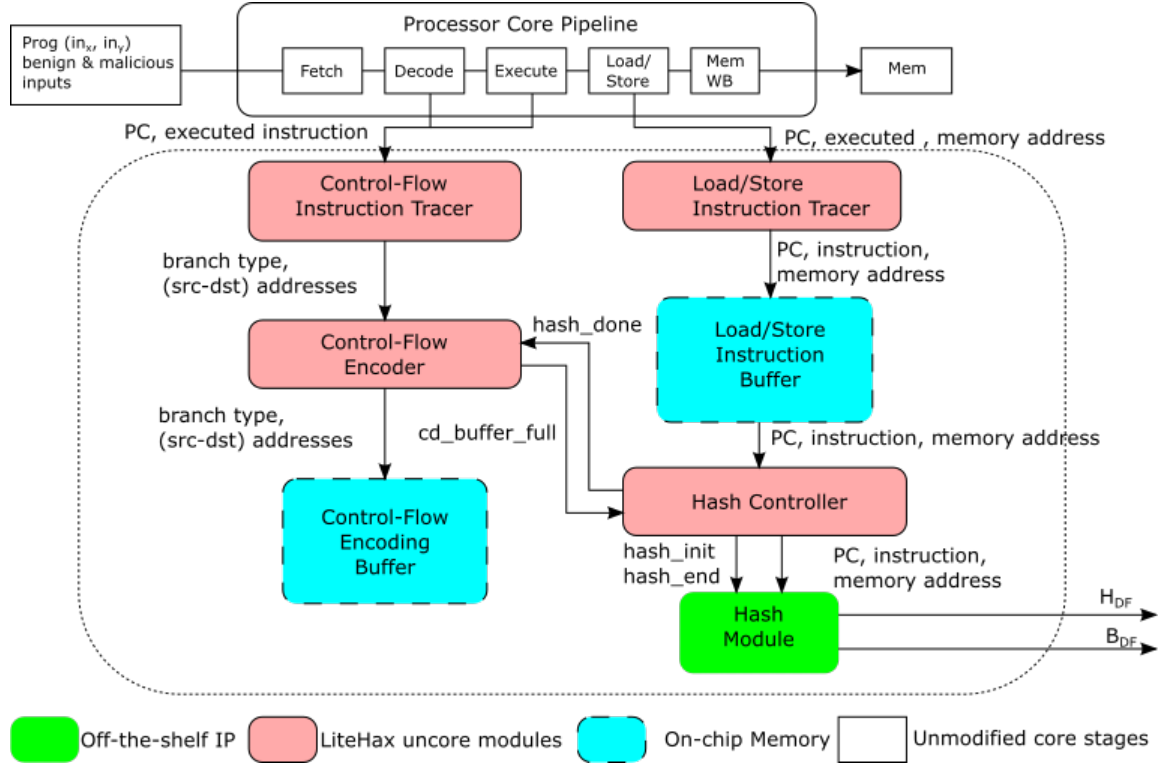 Processor Core Pipeline
Prog (inx, iny)
benign & malicious
inputs
Fetch
Decode
Execute
Load/
Store
Mem
WB
Mem
PC, executed instruction
PC, executed , memory address
Control-Flow
Instruction Tracer
Load/Store
Instruction Tracer
branch type,
(src-dst) addresses
PC, instruction,
memory address
hash_done
Control-Flow
Encoder
Load/Store
Instruction
Buffer
branch type,
(src-dst) addresses
cd_buffer_full
PC, instruction, memory address
Control-Flow
Encoding
Buffer
Hash Controller
hash_init
hash_end
PC, instruction,
memory address
Hash
Module
HDF
BDF
Off-the-shelf IP
LiteHax uncore modules
On-chip Memory
Unmodified core stages